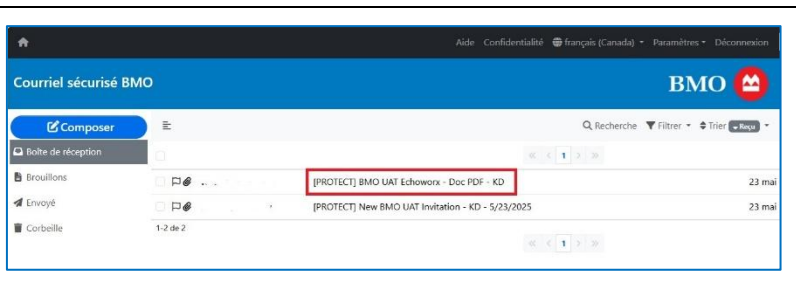 Aide Confidentialité français (Canada) Paramètres Déconnexion
Courriel sécurisé BMO
BMO
Composer
Recherche Filtrer Trier Reçu
Boîte de réception
« < 1 > »
Brouillons
[PROTECT] BMO UAT Echoworx - Doc PDF - KD 23 mai
Envoyé
[PROTECT] New BMO UAT Invitation - KD - 5/23/2025 23 mai
Corbeille
1-2 de 2
« < 1 > »